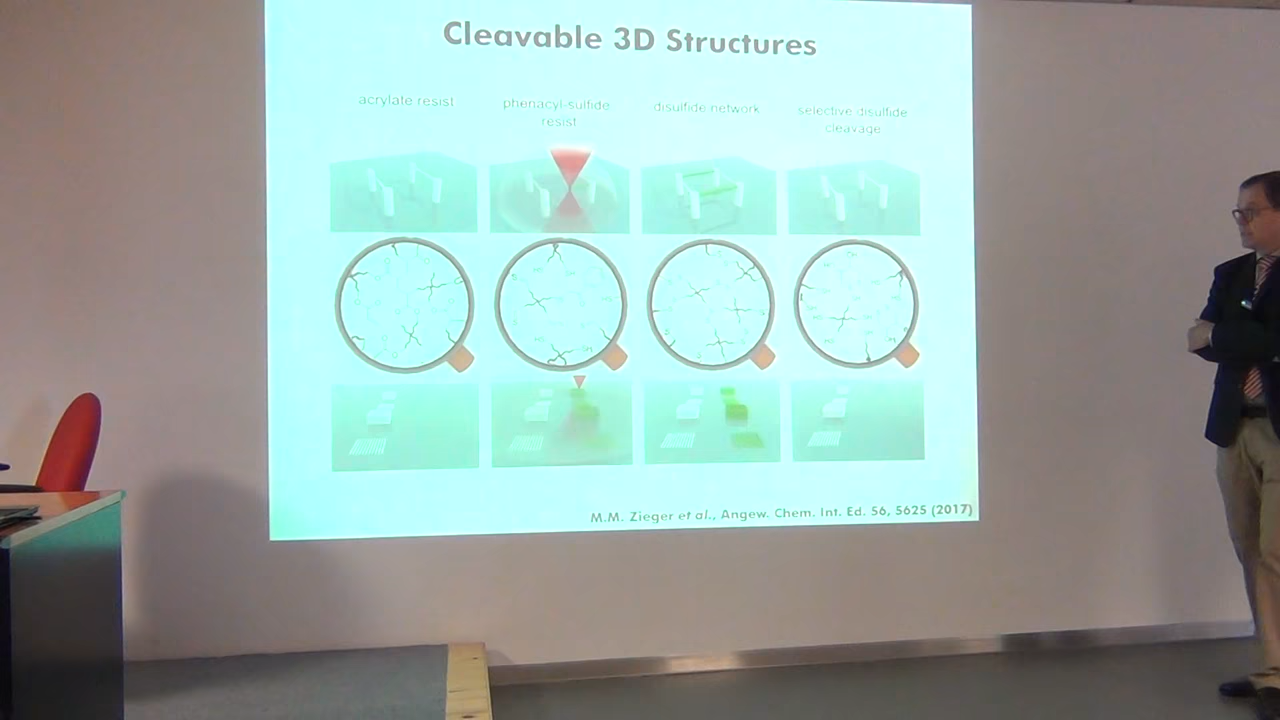 Cleavable 3D Structures
acrylate resist
phenacyl-sulfide
resist
disulfide network
selective disulfide
cleavage
M.M. Zieger et al., Angew. Chem. Int. Ed. 56, 5625 (2017)